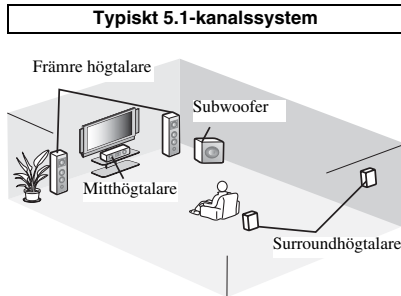 Typiskt 5.1-kanalssystem
Främre högtalare
Subwoofer
Mitthögtalare
Surroundhögtalare